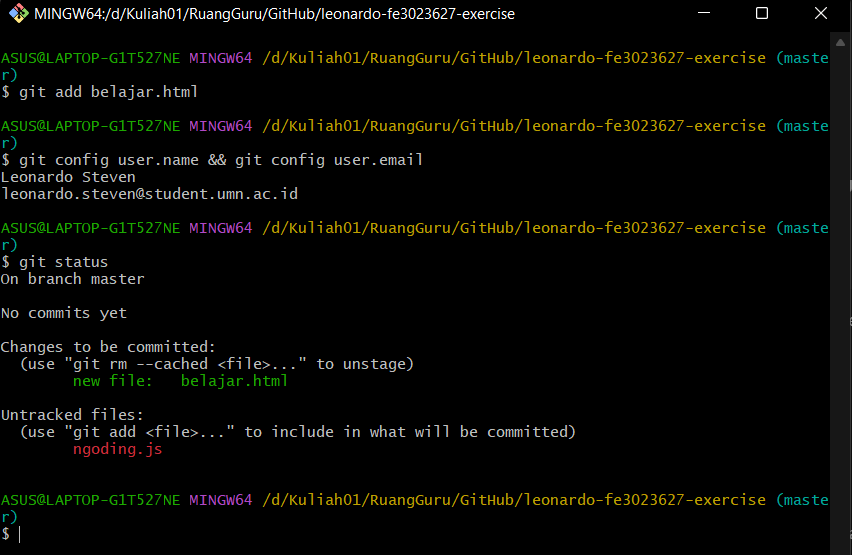 MINGW64:/d/Kuliah01/RuangGuru/GitHub/leonardo-fe3023627-exercise
ASUS@LAPTOP-G1T527NE MINGW64 /d/Kuliah01/RuangGuru/GitHub/leonardo-fe3023627-exercise (maste
r)
$ git add belajar.html
ASUS@LAPTOP-G1T527NE MINGW64 /d/Kuliah01/RuangGuru/GitHub/leonardo-fe3023627-exercise (maste
r)
$ git config user.name && git config user.email
Leonardo Steven
leonardo.steven@student.umn.ac.id
ASUS@LAPTOP-G1T527NE MINGW64 /d/Kuliah01/RuangGuru/GitHub/leonardo-fe3023627-exercise (maste
r)
$ git status
On branch master
No commits yet
Changes to be committed:
  (use "git rm --cached <file>..." to unstage)
        new file:   belajar.html
Untracked files:
  (use "git add <file>..." to include in what will be committed)
        ngoding.js
ASUS@LAPTOP-G1T527NE MINGW64 /d/Kuliah01/RuangGuru/GitHub/leonardo-fe3023627-exercise (maste
r)
$